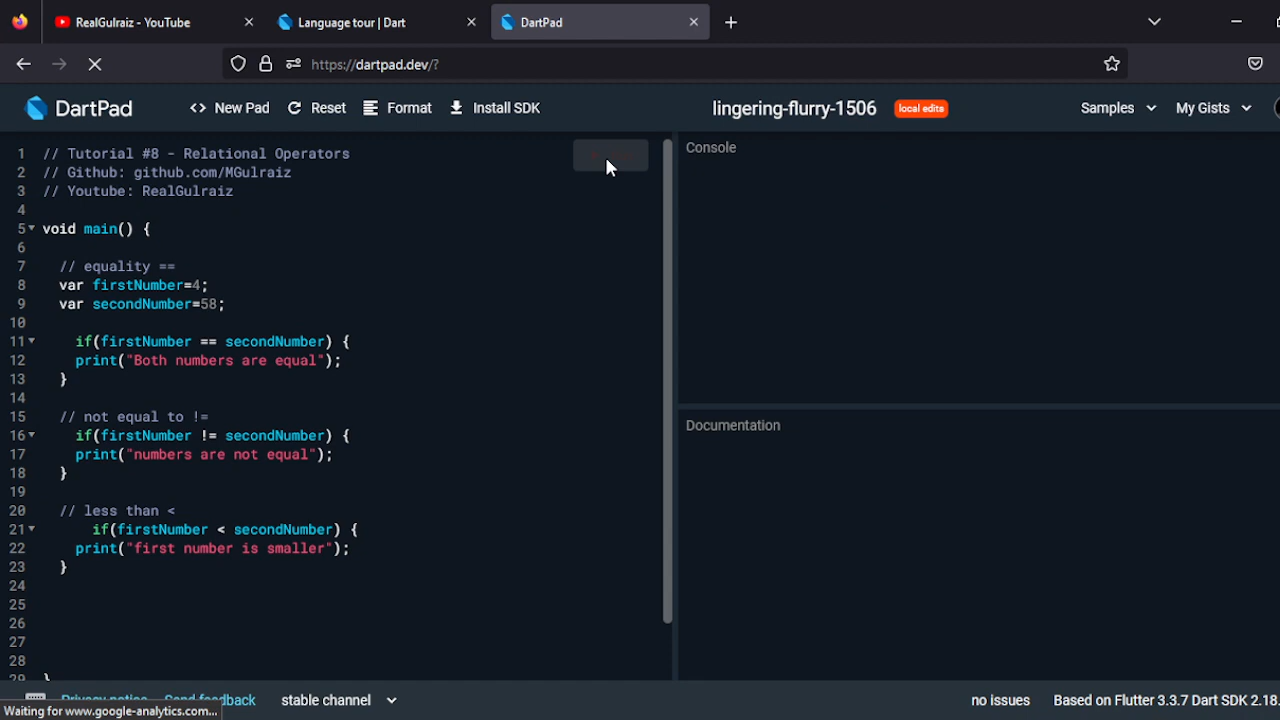 RealGulraiz - YouTube
Language tour | Dart
DartPad
https://dartpad.dev/?
DartPad
<> New Pad
Reset
Format
Install SDK
lingering-flurry-1506
local edits
Samples
My Gists
1 // Tutorial #8 - Relational Operators
2 // Github: github.com/MGulraiz
3 // Youtube: RealGulraiz
4
5 void main() {
6
7 // equality ==
8 var firstNumber=4;
9 var secondNumber=58;
10
11 if(firstNumber == secondNumber) {
12 print("Both numbers are equal");
13 }
14
15 // not equal to !=
16 if(firstNumber != secondNumber) {
17 print("numbers are not equal");
18 }
19
20 // less than <
21 if(firstNumber < secondNumber) {
22 print("first number is smaller");
23 }
24
25
26
27
28
29 }
Console
Documentation
Privacy notice
Send feedback
stable channel
no issues
Based on Flutter 3.3.7 Dart SDK 2.18
Waiting for www.google-analytics.com...